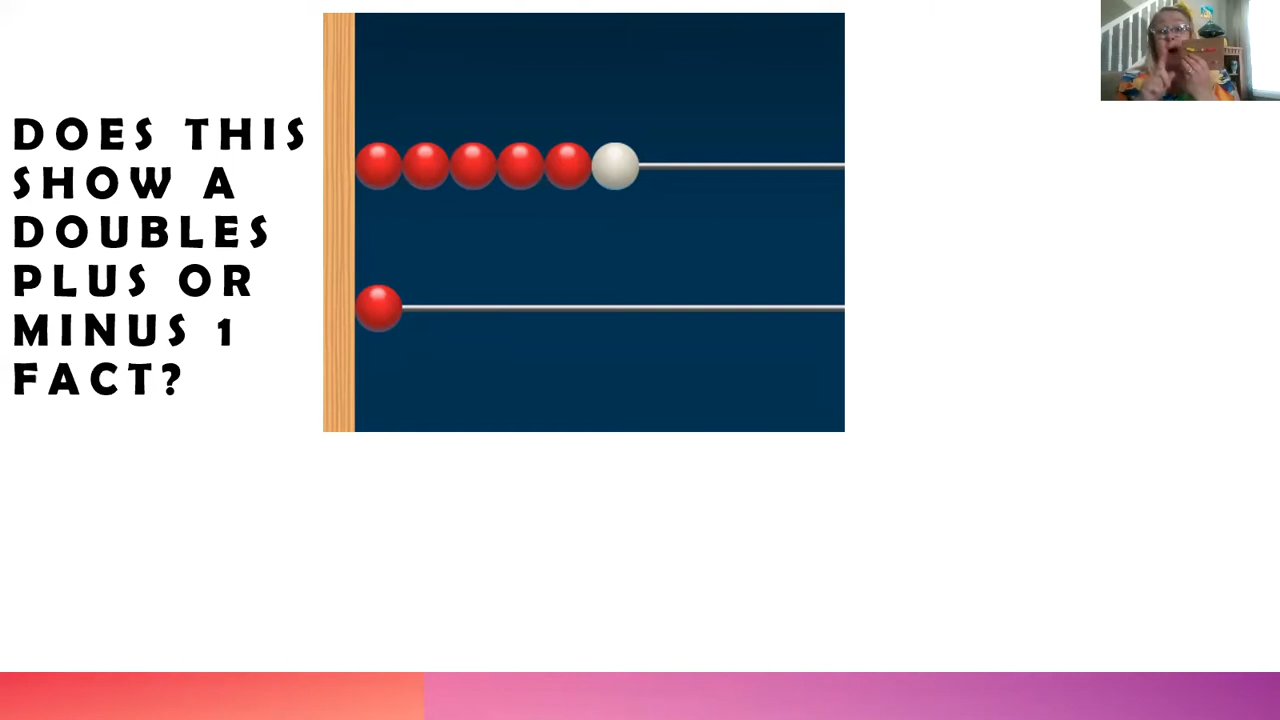 DOES THIS
SHOW A
DOUBLES
PLUS OR
MINUS 1
FACT?